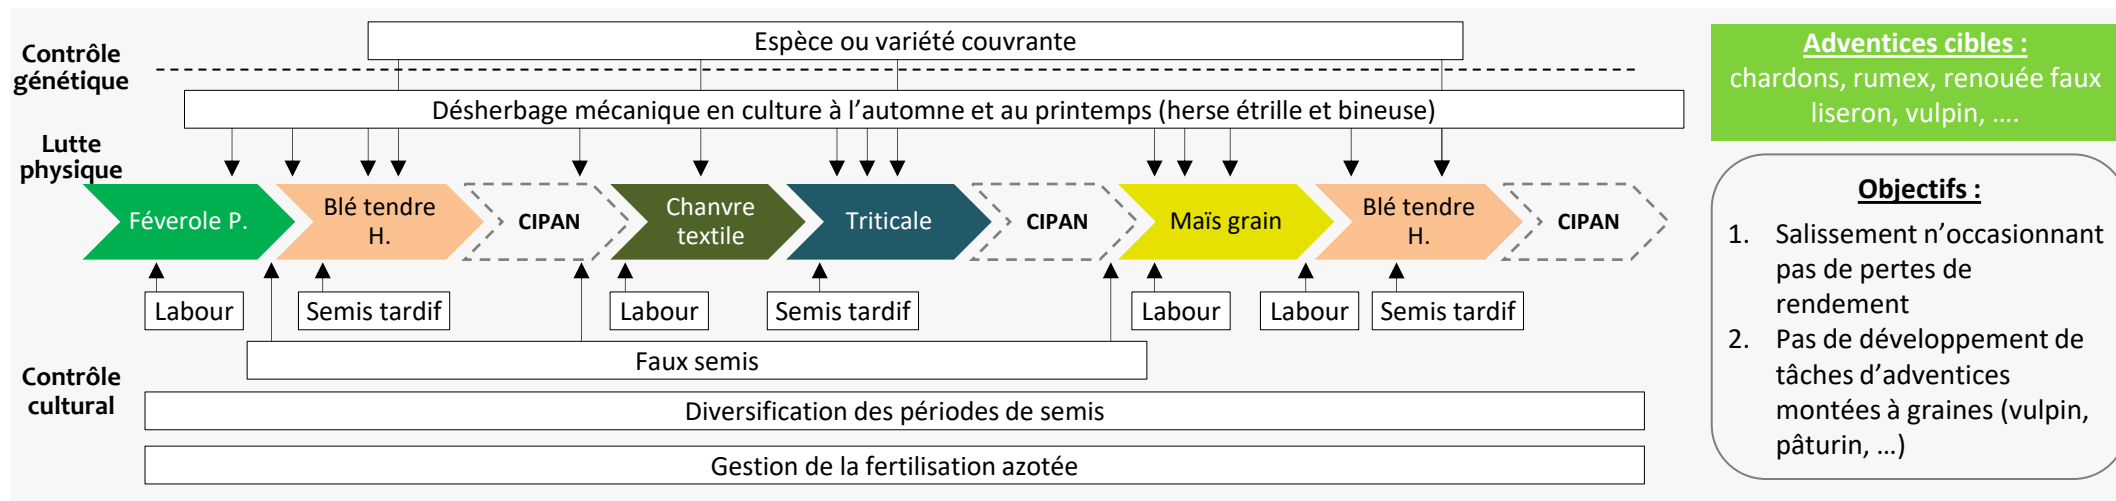 Contrôle
génétique
Espèce ou variété couvrante
Désherbage mécanique en culture à l'automne et au printemps (herse étrille et bineuse)
Lutte
physique
Féverole P.
Blé tendre
H.
CIPAN
Chanvre
textile
Triticale
CIPAN
Maïs grain
Blé tendre
H.
CIPAN
Labour
Semis tardif
Labour
Semis tardif
Labour
Labour
Semis tardif
Faux semis
Contrôle
cultural
Diversification des périodes de semis
Gestion de la fertilisation azotée
Adventices cibles :
chardons, rumex, renouée faux
liseron, vulpin, ….
Objectifs :
1. Salissement n'occasionnant
pas de pertes de
rendement
2. Pas de développement de
tâches d'adventices
montées à graines (vulpin,
pâturin, …)